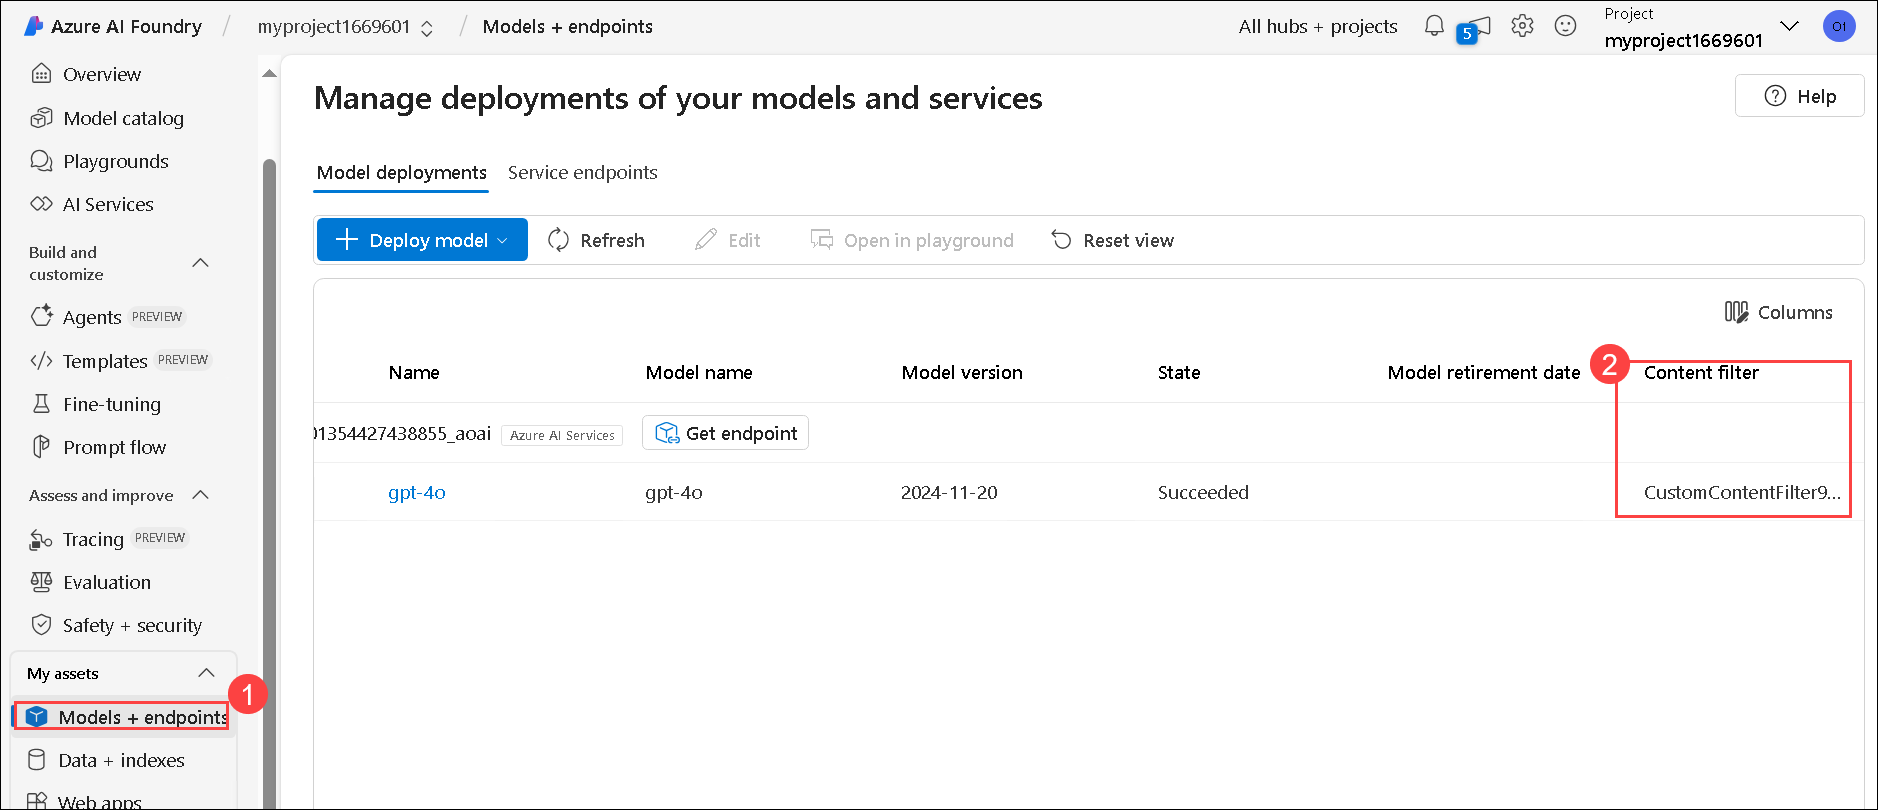 Azure AI Foundry / myproject1669601 / Models + endpoints
All hubs + projects
5
Project
myproject1669601
01
Overview
Model catalog
Playgrounds
AI Services
Build and
customize
Agents PREVIEW
Templates PREVIEW
Fine-tuning
Prompt flow
Assess and improve
Tracing PREVIEW
Evaluation
Safety + security
My assets
1
Models + endpoints
Data + indexes
Web apps
Manage deployments of your models and services
Help
Model deployments Service endpoints
Deploy model Refresh Edit Open in playground Reset view
Columns
2
Name Model name Model version State Model retirement date Content filter
01354427438855_aoai Azure AI Services Get endpoint
gpt-4o gpt-4o 2024-11-20 Succeeded CustomContentFilter9...